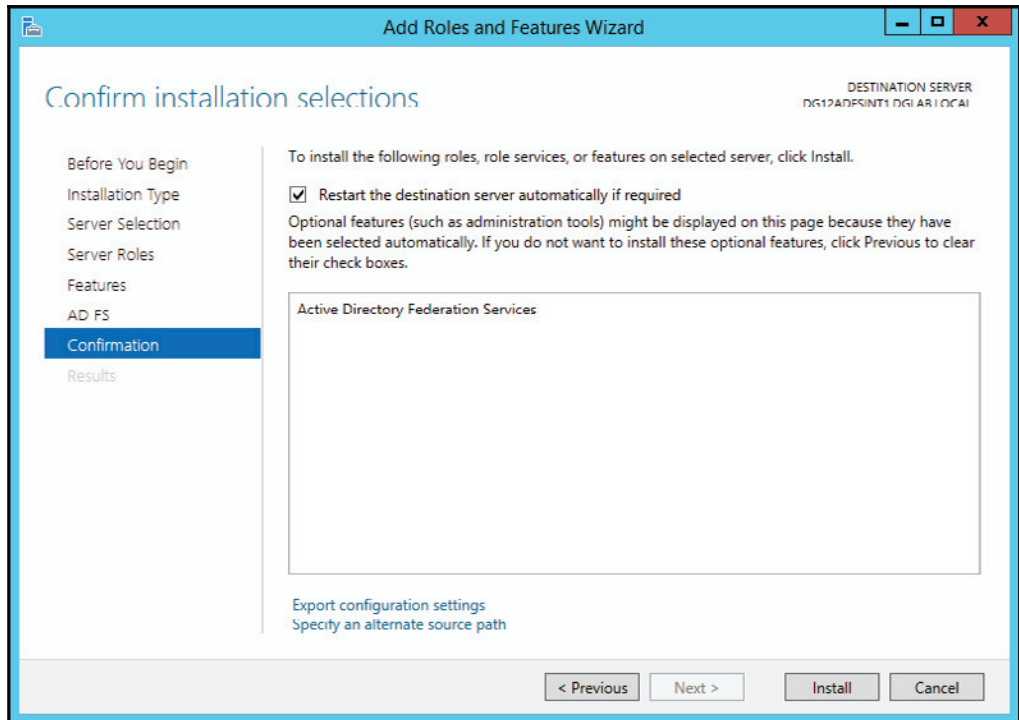 Add Roles and Features Wizard
Confirm installation selections
DESTINATION SERVER
DG12ADFSINT1.DGLAB.LOCAL
Before You Begin
Installation Type
Server Selection
Server Roles
Features
AD FS
Confirmation
Results
To install the following roles, role services, or features on selected server, click Install.
Restart the destination server automatically if required
Optional features (such as administration tools) might be displayed on this page because they have
been selected automatically. If you do not want to install these optional features, click Previous to clear
their check boxes.
Active Directory Federation Services
Export configuration settings
Specify an alternate source path
< Previous
Next >
Install
Cancel